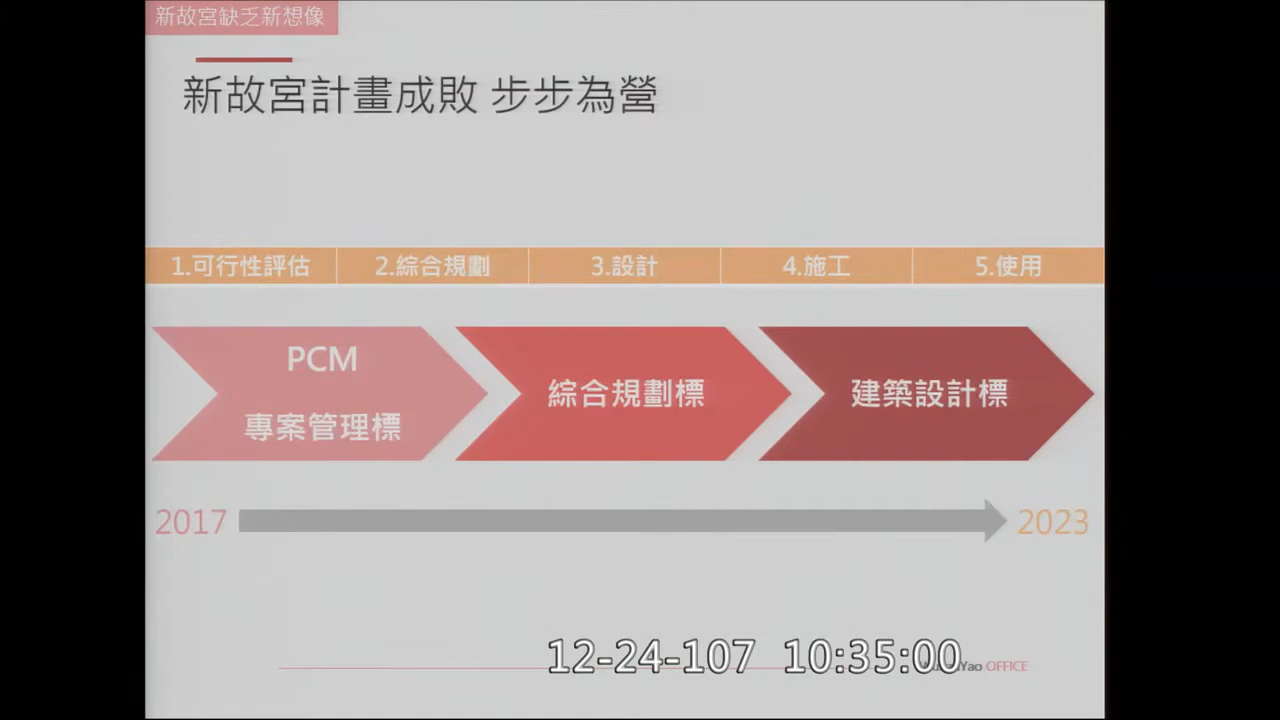 新故宮缺乏新想像
新故宮計畫成敗 步步為營
1.可行性評估 2.綜合規劃 3.設計 4.施工 5.使用
PCM
專案管理標
綜合規劃標
建築設計標
2017 2023
12-24-107 10:35:00
OFFICE